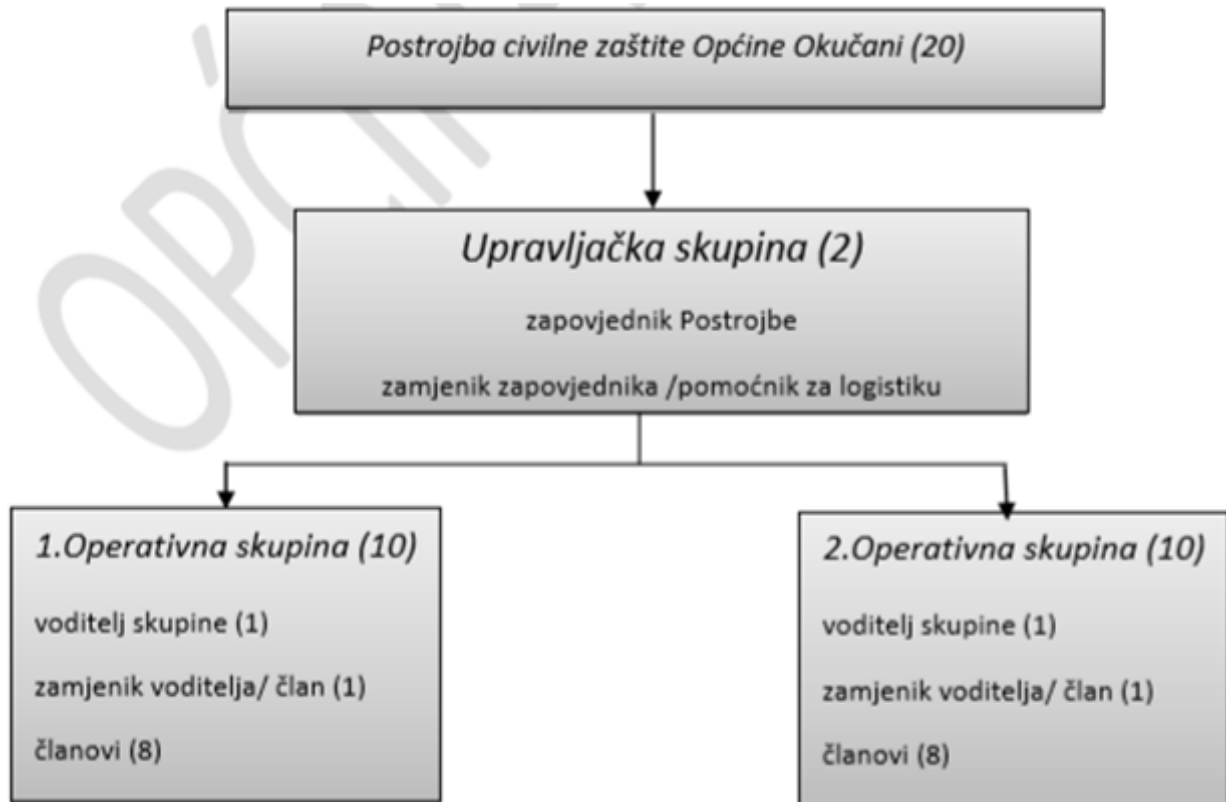 Postrojba civilne zaštite Općine Okučani (20)
Upravljačka skupina (2)
zapovjednik Postrojbe
zamjenik zapovjednika /pomoćnik za logistiku
1.Operativna skupina (10)
voditelj skupine (1)
zamjenik voditelja/ član (1)
članovi (8)
2.Operativna skupina (10)
voditelj skupine (1)
zamjenik voditelja/ član (1)
članovi (8)